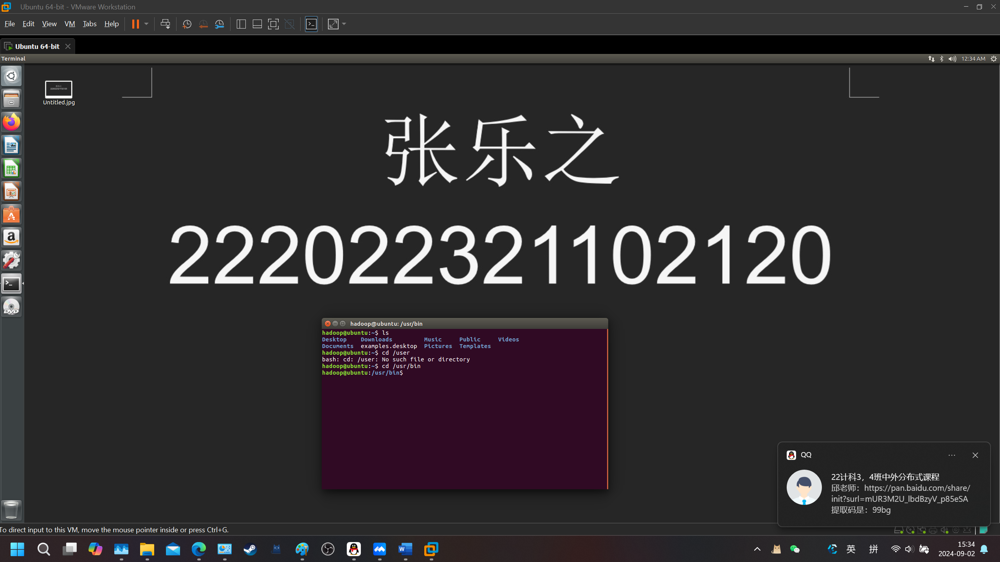 Ubuntu 64-bit - VMware Workstation
File Edit View VM Tabs Help
Ubuntu 64-bit
Terminal
12:34 AM
张乐之
222022321102120
Untitled.jpg
张乐之
222022321102120
hadoop@ubuntu: /usr/bin
hadoop@ubuntu:~$ ls
Desktop Downloads Music Public Videos
Documents examples.desktop Pictures Templates
hadoop@ubuntu:~$ cd /user
bash: cd: /user: No such file or directory
hadoop@ubuntu:~$ cd /usr/bin
hadoop@ubuntu:/usr/bin$
QQ
22计科3，4班中外分布式课程
邱老师：https://pan.baidu.com/share/
init?surl=mUR3M2U_lbdBzyV_p85eSA
提取码是：99bg
To direct input to this VM, move the mouse pointer inside or press Ctrl+G.
英 拼
15:34
2024-09-02